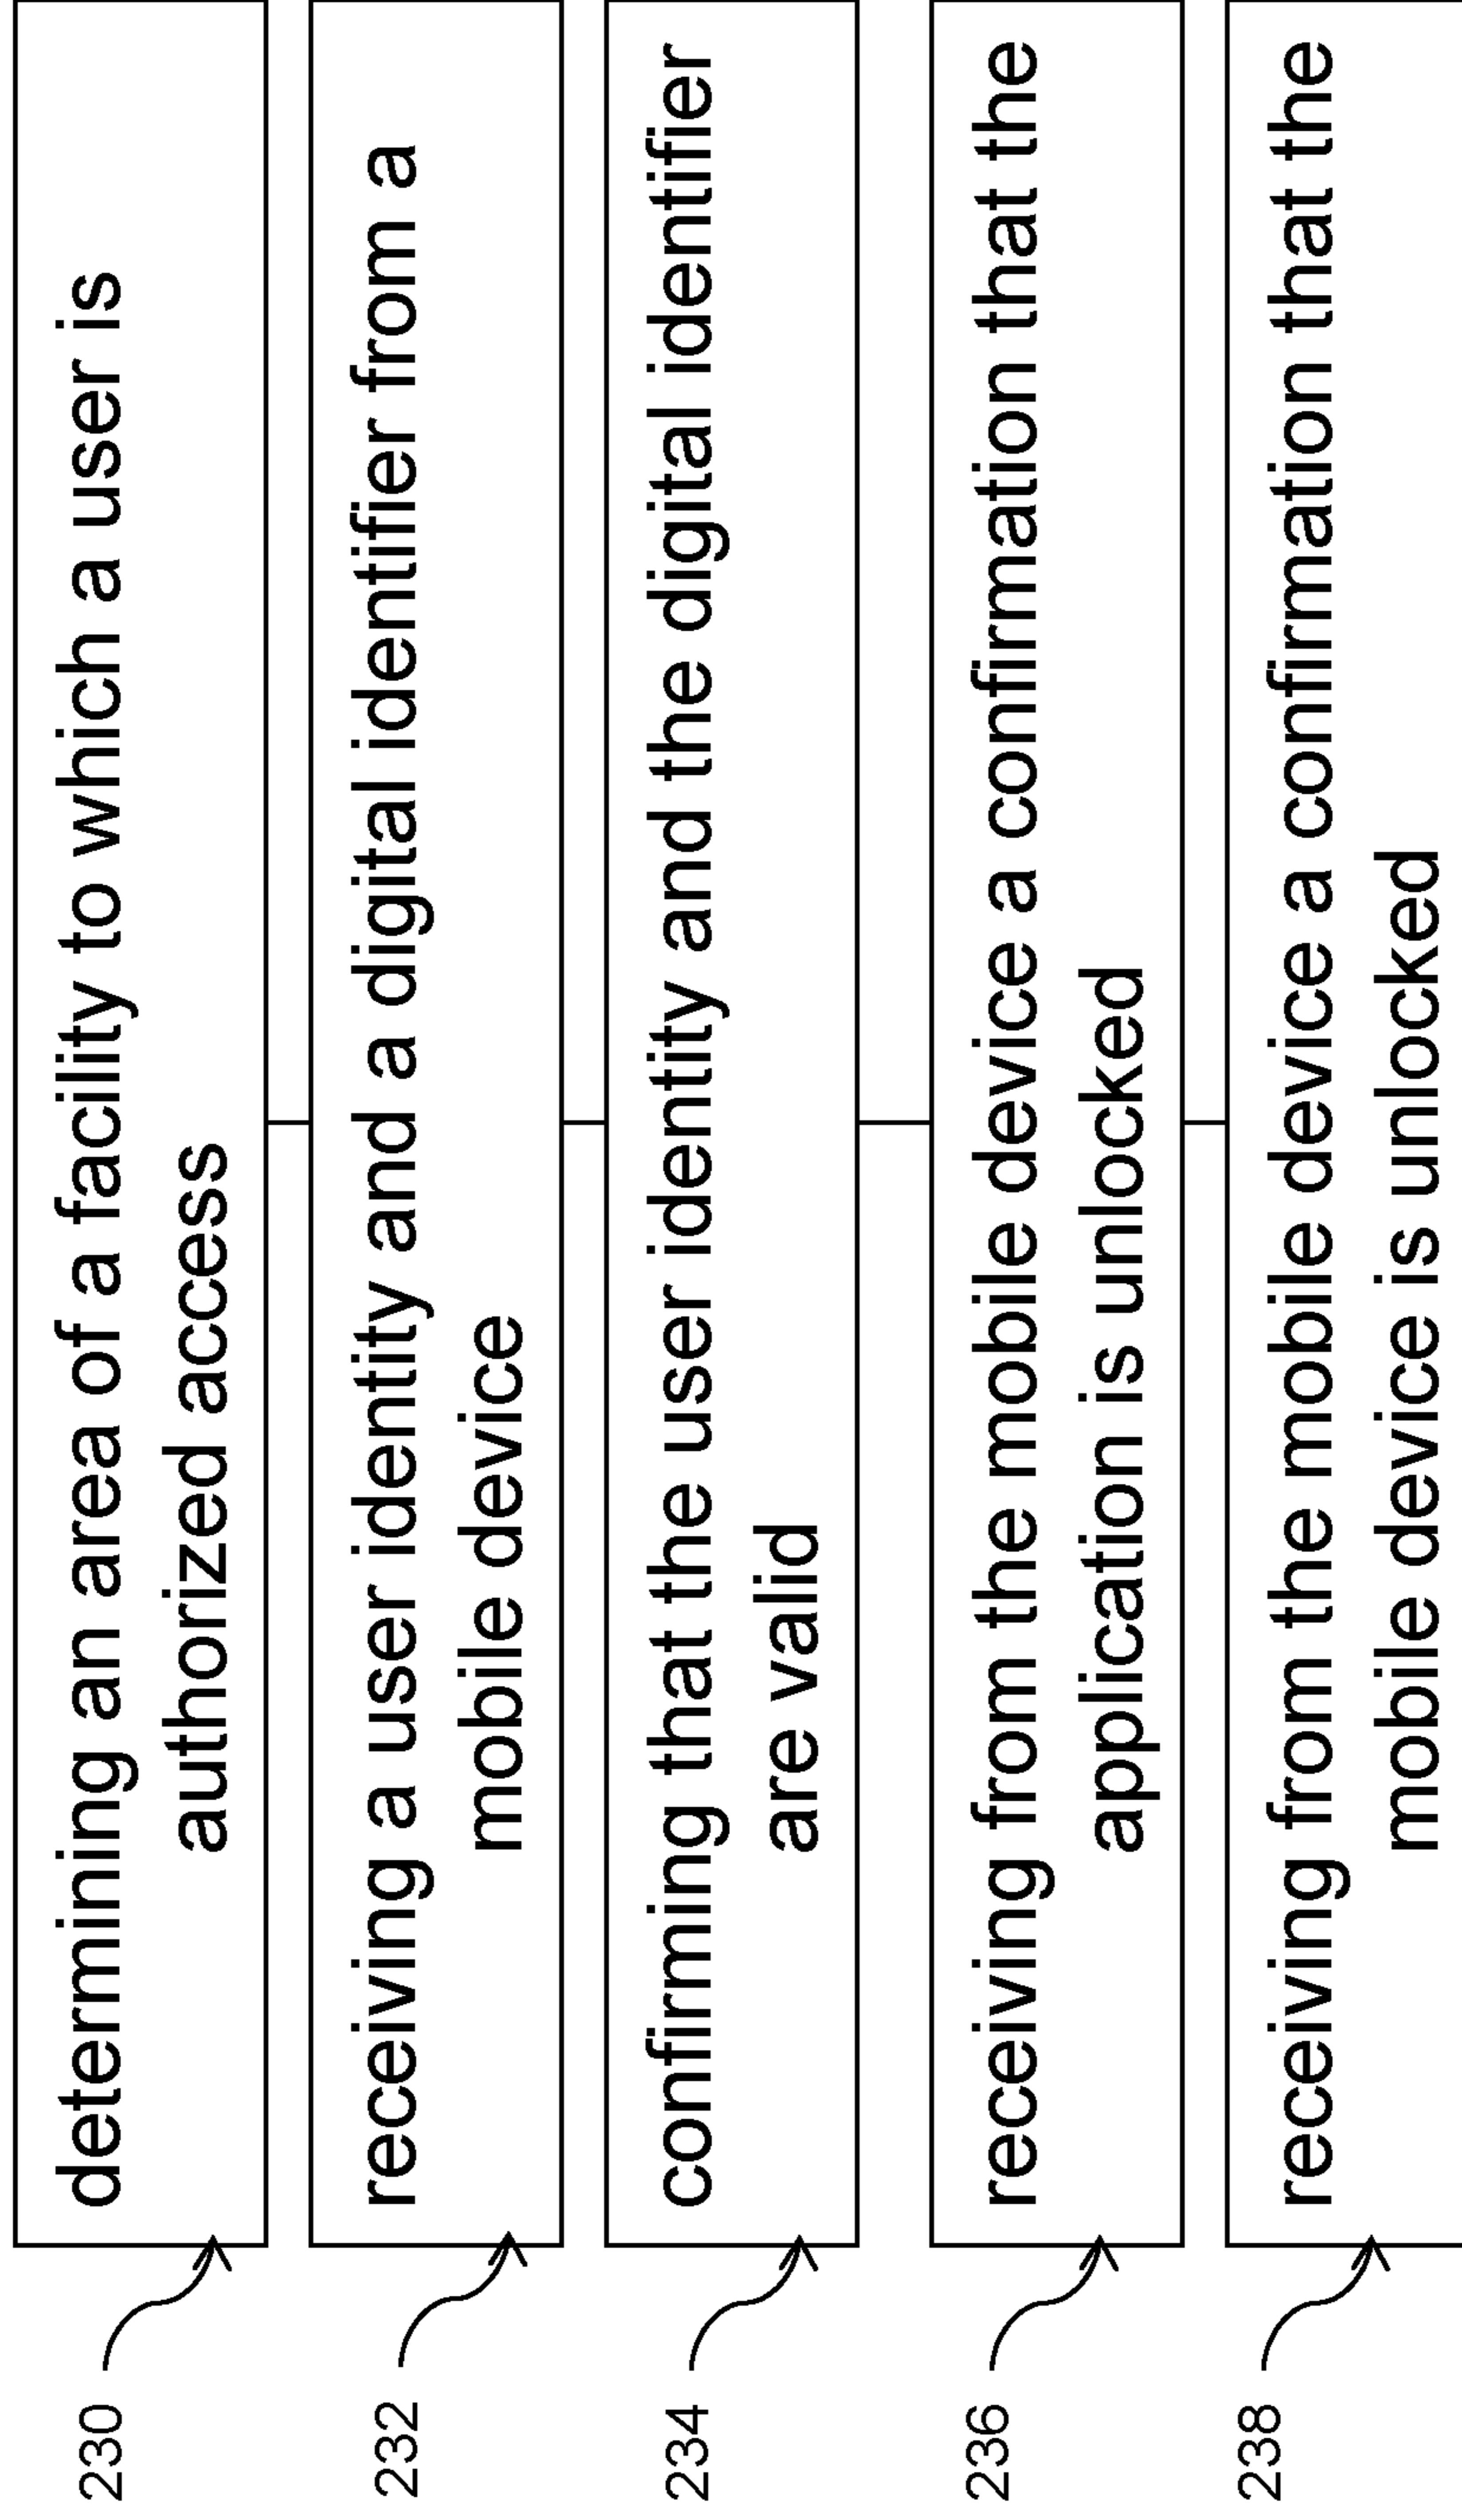 determining an area of a facility to which a user is
authorized access
230
receiving a user identity and a digital identifier from a
mobile device
232
confirming that the user identity and the digital identifier
are valid
234
receiving from the mobile device a confirmation that the
application is unlocked
236
receiving from the mobile device a confirmation that the
mobile device is unlocked
238